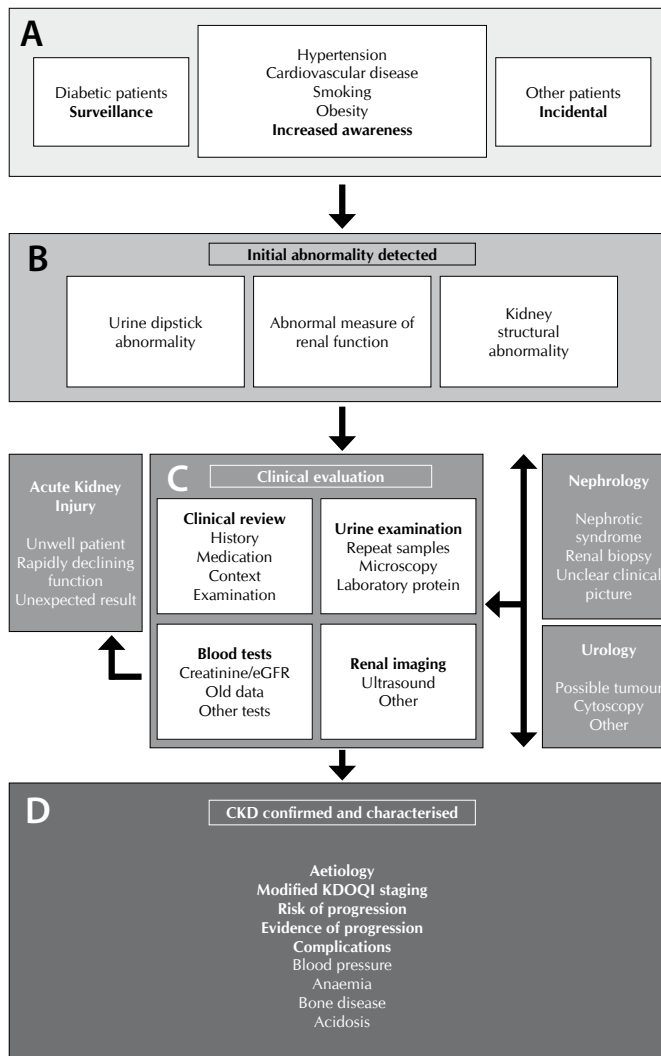 A
Diabetic patients
Surveillance
Hypertension
Cardiovascular disease
Smoking
Obesity
Increased awareness
Other patients
Incidental
B
Initial abnormality detected
Urine dipstick
abnormality
Abnormal measure of
renal function
Kidney
structural
abnormality
Acute Kidney
Injury
Unwell patient
Rapidly declining
function
Unexpected result
C
Clinical evaluation
Clinical review
History
Medication
Context
Examination
Urine examination
Repeat samples
Microscopy
Laboratory protein
Blood tests
Creatinine/eGFR
Old data
Other tests
Renal imaging
Ultrasound
Other
Nephrology
Nephrotic
syndrome
Renal biopsy
Unclear clinical
picture
Urology
Possible tumour
Cytoscopy
Other
D
CKD confirmed and characterised
Aetiology
Modified KDOQI staging
Risk of progression
Evidence of progression
Complications
Blood pressure
Anaemia
Bone disease
Acidosis